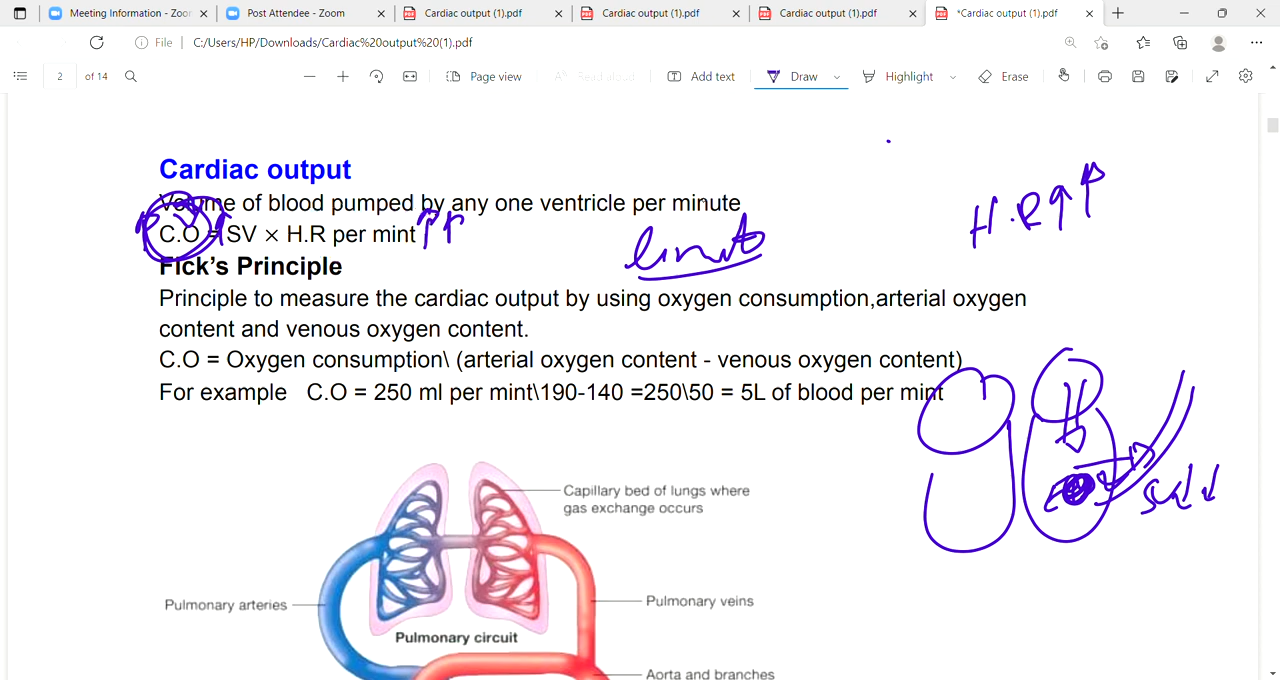 Meeting Information - Zoo
Post Attendee - Zoom
Cardiac output (1).pdf
Cardiac output (1).pdf
Cardiac output (1).pdf
*Cardiac output (1).pdf
File
C:/Users/HP/Downloads/Cardiac%20output%20(1).pdf
2 of 14
Page view
Read aloud
Add text
Draw
Highlight
Erase
Cardiac output
Volume of blood pumped by any one ventricle per minute
H.R
C.O = SV × H.R per mint
limit
Fick's Principle
Principle to measure the cardiac output by using oxygen consumption,arterial oxygen
content and venous oxygen content.
C.O = Oxygen consumption\ (arterial oxygen content - venous oxygen content)
For example C.O = 250 ml per mint\190-140 =250\50 = 5L of blood per mint
Capillary bed of lungs where
gas exchange occurs
Pulmonary arteries
Pulmonary veins
Pulmonary circuit
Aorta and branches